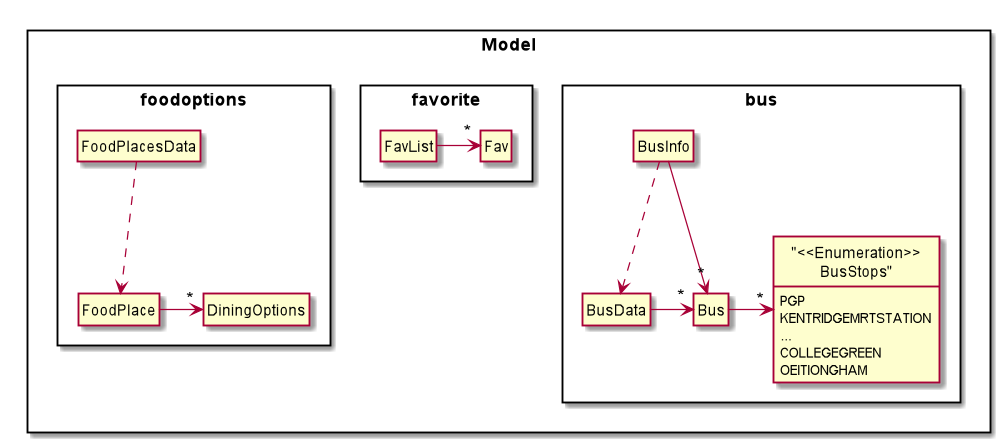 Model
foodoptions
favorite
bus
FoodPlacesData
FavList
*
Fav
BusInfo
"<<Enumeration>>
BusStops"
*
FoodPlace
*
DiningOptions
BusData
*
Bus
*
PGP
KENTRIDGEMRTSTATION
...
COLLEGEGREEN
OEITIONGHAM